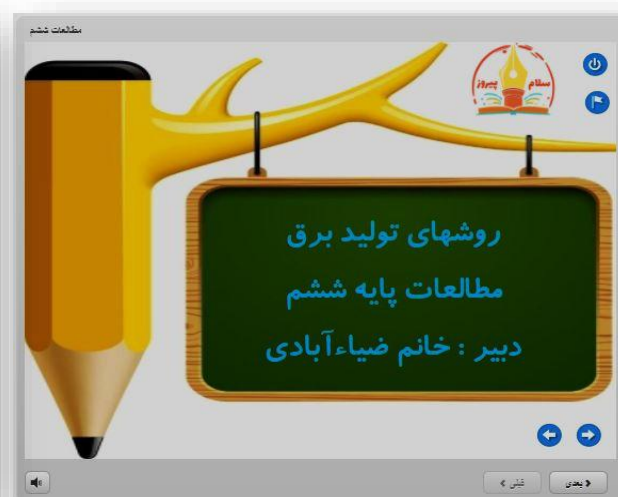 مطالعات ششم
سلام پیروز
روشهای تولید برق
مطالعات پایه ششم
دبیر : خانم ضیاءآبادی
بعدی
قبلی